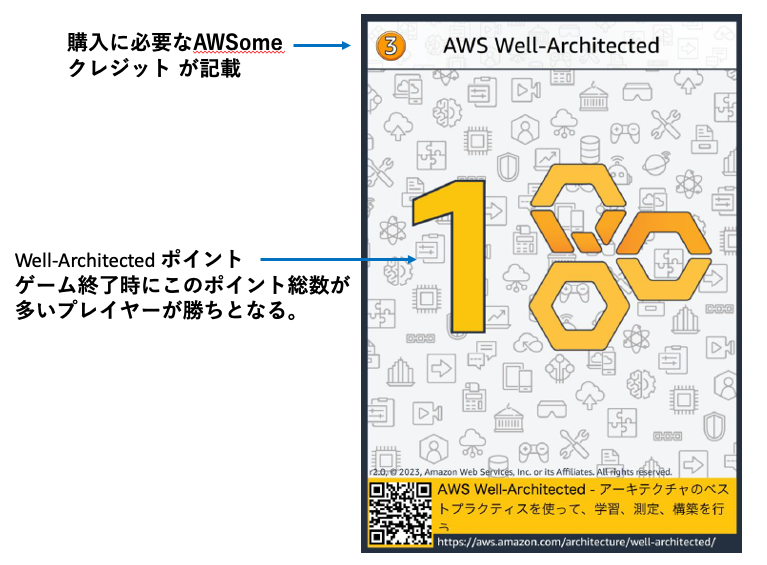 購入に必要なAWSome
クレジット が記載
3
AWS Well-Architected
1
Well-Architected ポイント
ゲーム終了時にこのポイント総数が
多いプレイヤーが勝ちとなる。
r2.0, © 2023, Amazon Web Services, Inc. or its Affiliates. All rights reserved.
AWS Well-Architected - アーキテクチャのベス
トプラクティスを使って、学習、測定、構築を行
う
https://aws.amazon.com/architecture/well-architected/